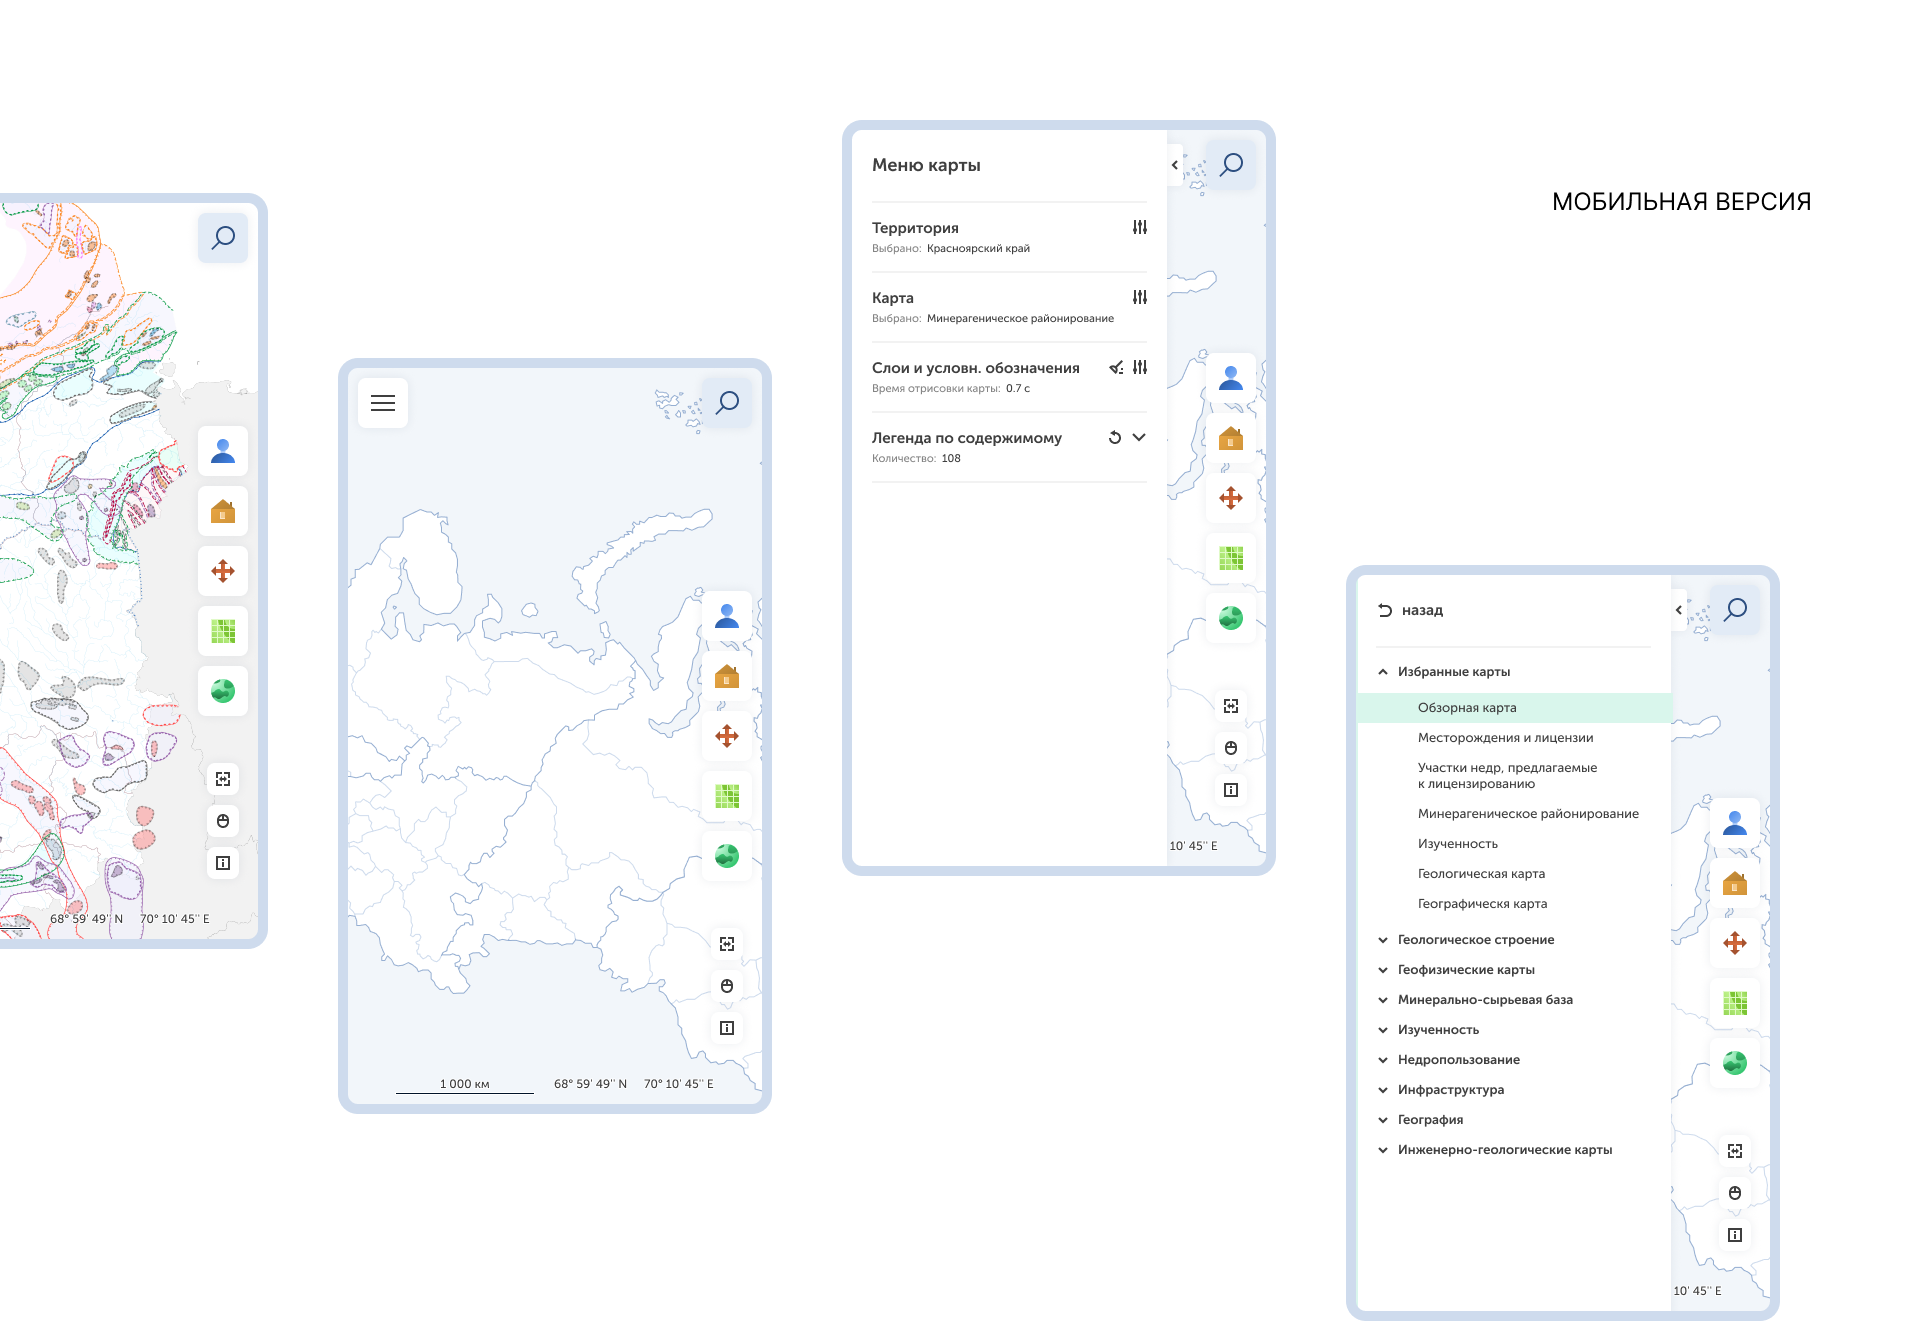 МОБИЛЬНАЯ ВЕРСИЯ
68° 59' 49'' N 70° 10' 45'' E
1 000 км 68° 59' 49'' N 70° 10' 45'' E
Меню карты
Территория
Выбрано: Красноярский край
Карта
Выбрано: Минерагеническое районирование
Слои и условн. обозначения
Время отрисовки карты: 0.7 с
Легенда по содержимому
Количество: 108
10' 45'' E
назад
Избранные карты
Обзорная карта
Месторождения и лицензии
Участки недр, предлагаемые
к лицензированию
Минерагеническое районирование
Изученность
Геологическая карта
Географическя карта
Геологическое строение
Геофизические карты
Минерально-сырьевая база
Изученность
Недропользование
Инфраструктура
География
Инженерно-геологические карты
10' 45'' E